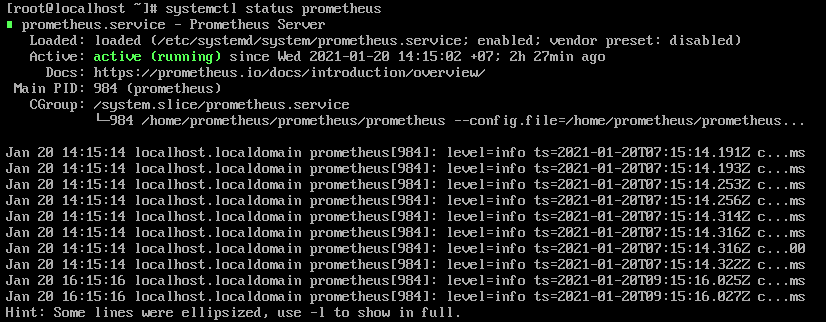 [root@localhost ~]# systemctl status prometheus
prometheus.service - Prometheus Server
Loaded: loaded (/etc/systemd/system/prometheus.service; enabled; vendor preset: disabled)
Active: active (running) since Wed 2021-01-20 14:15:02 +07; 2h 27min ago
Docs: https://prometheus.io/docs/introduction/overview/
Main PID: 984 (prometheus)
CGroup: /system.slice/prometheus.service
└─984 /home/prometheus/prometheus/prometheus --config.file=/home/prometheus/prometheus...
Jan 20 14:15:14 localhost.localdomain prometheus[984]: level=info ts=2021-01-20T07:15:14.191Z c...ms
Jan 20 14:15:14 localhost.localdomain prometheus[984]: level=info ts=2021-01-20T07:15:14.193Z c...ms
Jan 20 14:15:14 localhost.localdomain prometheus[984]: level=info ts=2021-01-20T07:15:14.253Z c...ms
Jan 20 14:15:14 localhost.localdomain prometheus[984]: level=info ts=2021-01-20T07:15:14.256Z c...ms
Jan 20 14:15:14 localhost.localdomain prometheus[984]: level=info ts=2021-01-20T07:15:14.314Z c...ms
Jan 20 14:15:14 localhost.localdomain prometheus[984]: level=info ts=2021-01-20T07:15:14.316Z c...ms
Jan 20 14:15:14 localhost.localdomain prometheus[984]: level=info ts=2021-01-20T07:15:14.316Z c...00
Jan 20 14:15:14 localhost.localdomain prometheus[984]: level=info ts=2021-01-20T07:15:14.322Z c...ms
Jan 20 16:15:16 localhost.localdomain prometheus[984]: level=info ts=2021-01-20T09:15:16.025Z c...ms
Jan 20 16:15:16 localhost.localdomain prometheus[984]: level=info ts=2021-01-20T09:15:16.027Z c...ms
Hint: Some lines were ellipsized, use -l to show in full.